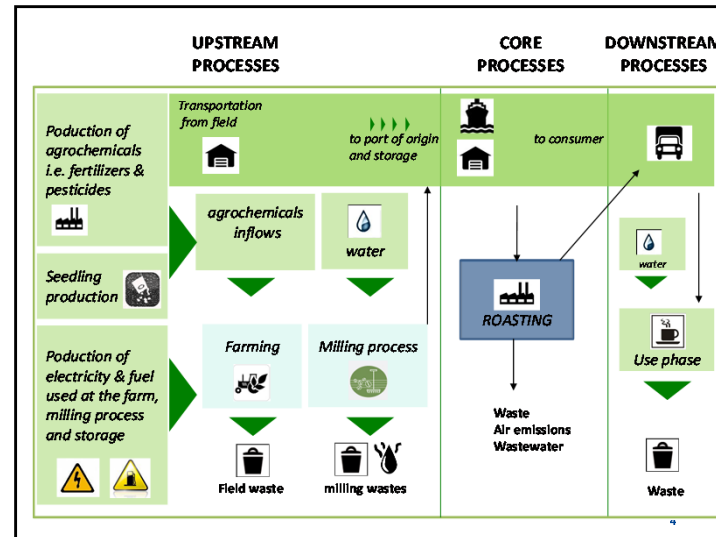 UPSTREAM
PROCESSES
CORE
PROCESSES
DOWNSTREAM
PROCESSES
Poduction of
agrochemicals
i.e. fertilizers &
pesticides
Transportation
from field
to port of origin
and storage
to consumer
agrochemicals
inflows
water
water
Seedling
production
ROASTING
Poduction of
electricity & fuel
used at the farm,
milling process
and storage
Farming
Milling process
Use phase
Waste
Air emissions
Wastewater
Field waste
milling wastes
Waste
4